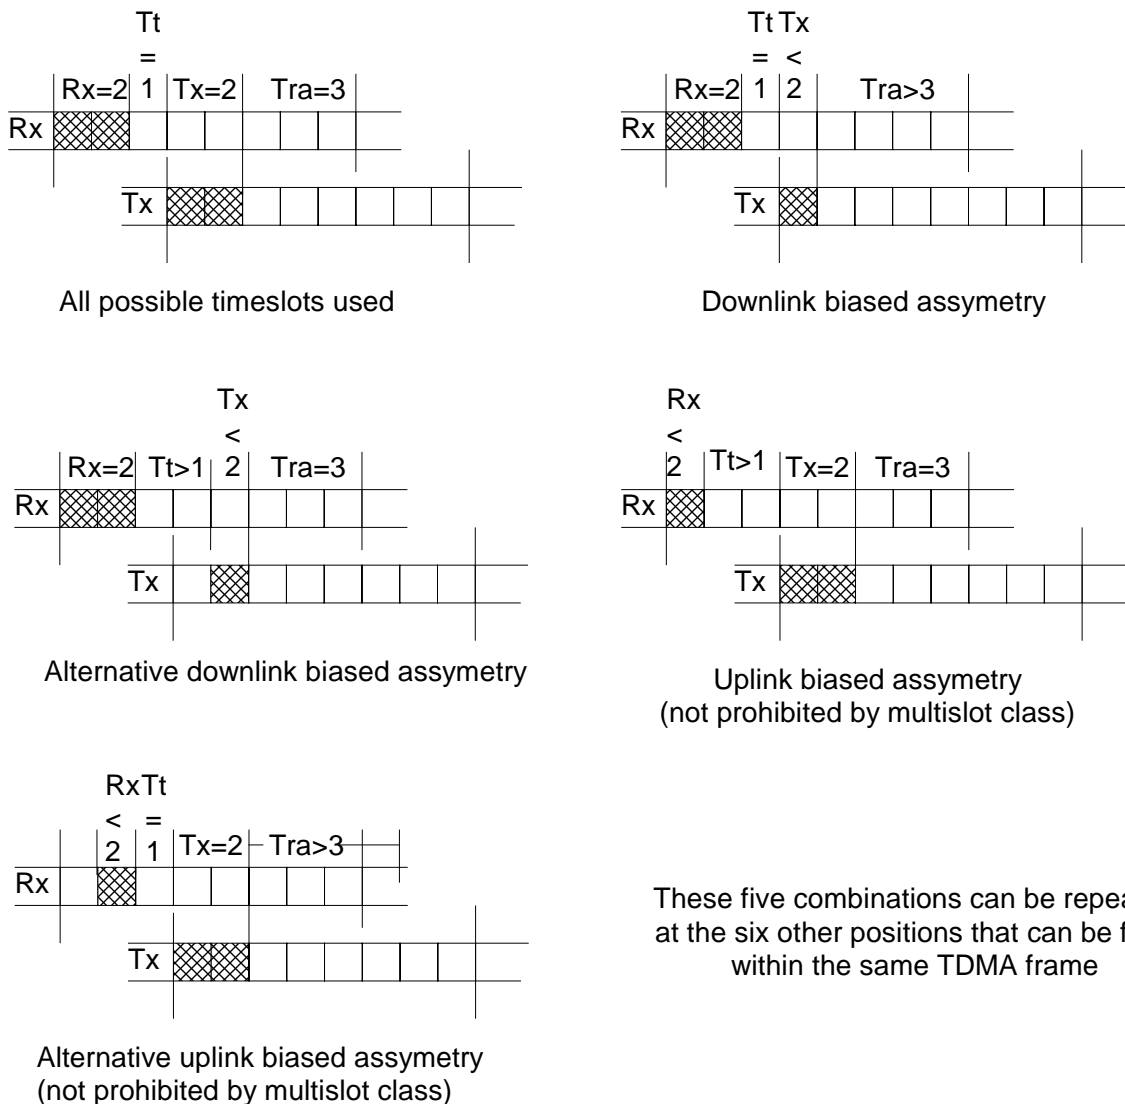 Tt
=
Rx=2 1 Tx=2 Tra=3
Rx
Tx
All possible timeslots used
Tt Tx
= <
Rx=2 1 2 Tra>3
Rx
Tx
Downlink biased assymetry
Tx
<
Rx=2 Tt>1 2 Tra=3
Rx
Tx
Alternative downlink biased assymetry
Rx
<
2 Tt>1 Tx=2 Tra=3
Rx
Tx
Uplink biased assymetry
(not prohibited by multislot class)
RxTt
< =
2 1 Tx=2 Tra>3
Rx
Tx
Alternative uplink biased assymetry
(not prohibited by multislot class)
These five combinations can be
at the six other positions that can be
within the same TDMA frame